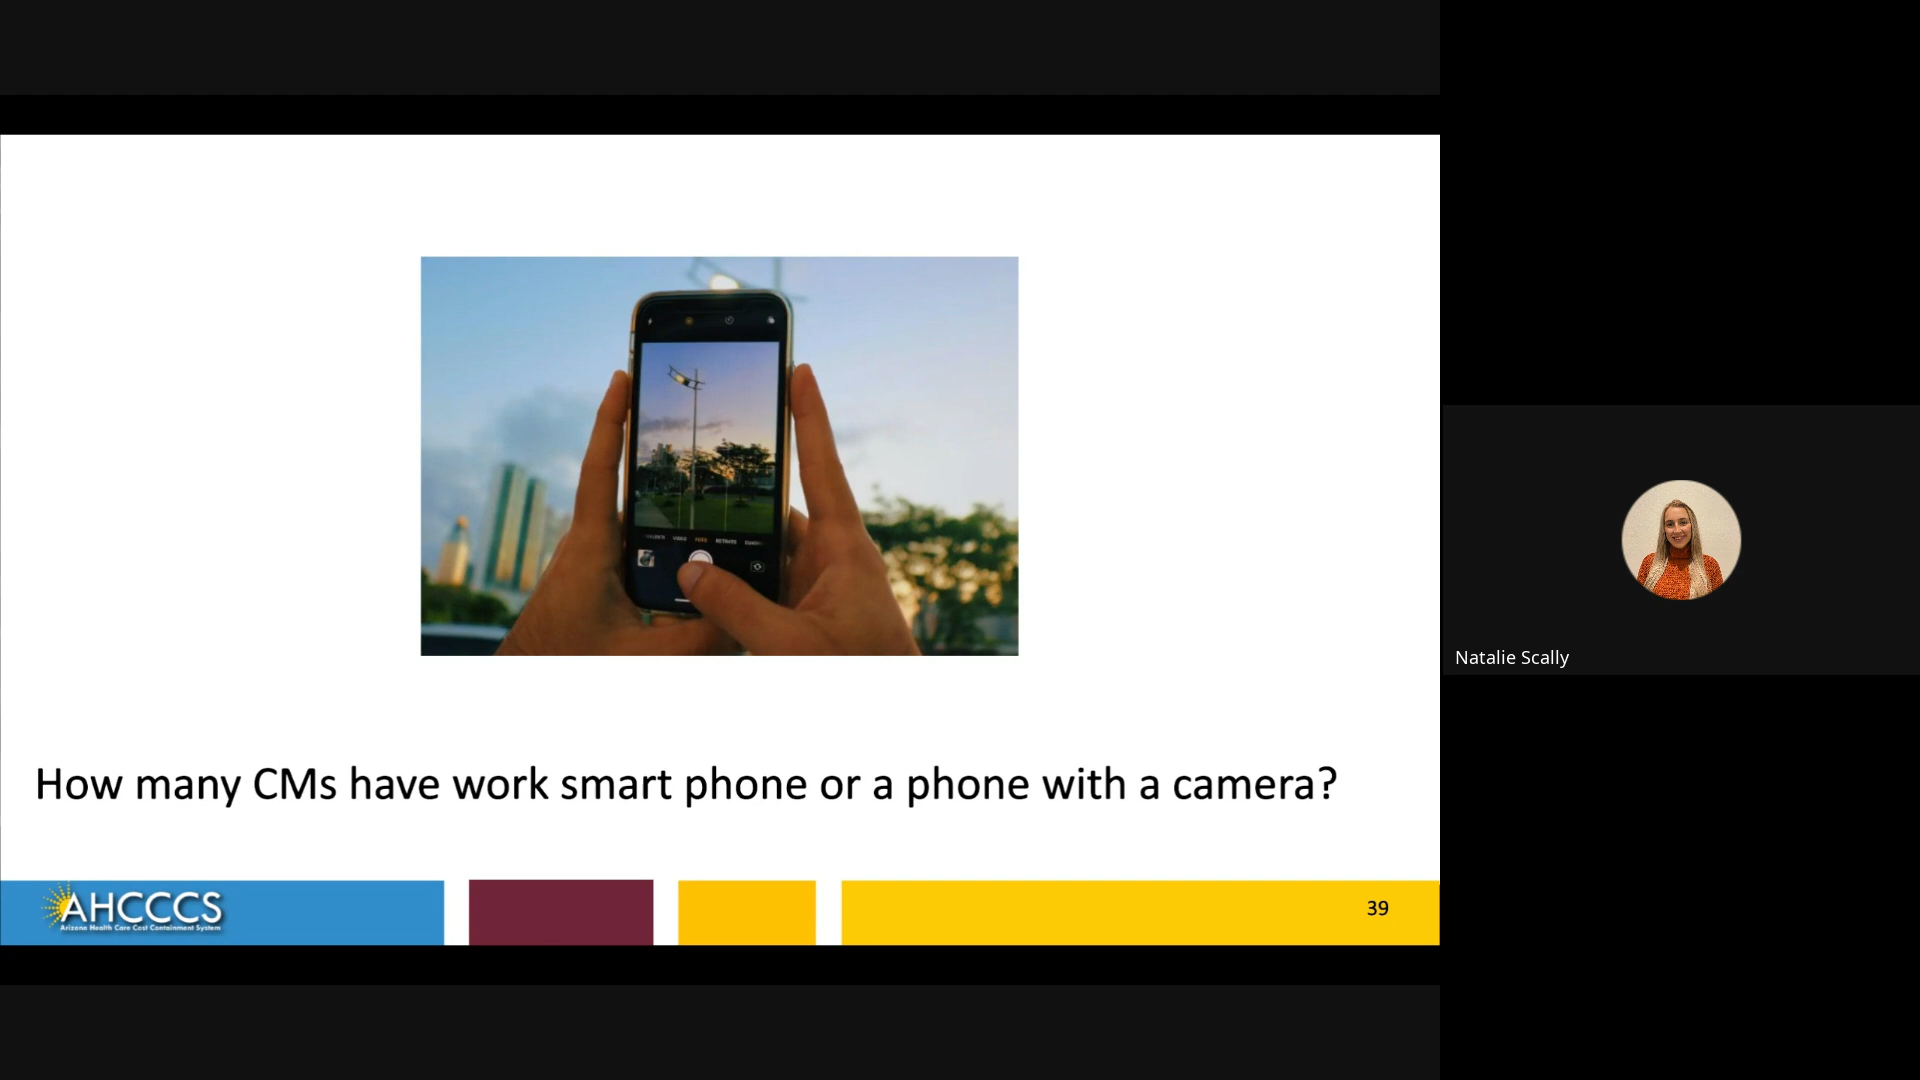 VIDEO
How many CMs have work smart phone or a phone with a camera?
AHCCCS
Arizona Health Care Cost Containment System
39
Natalie Scally